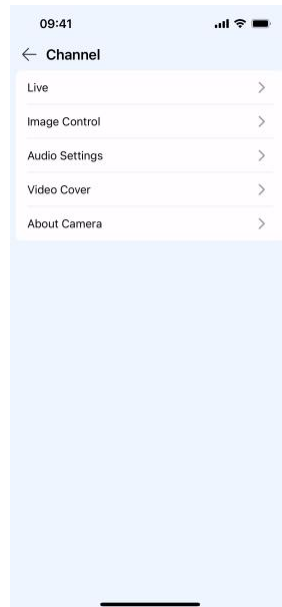 09:41
Channel
Live
Image Control
Audio Settings
Video Cover
About Camera